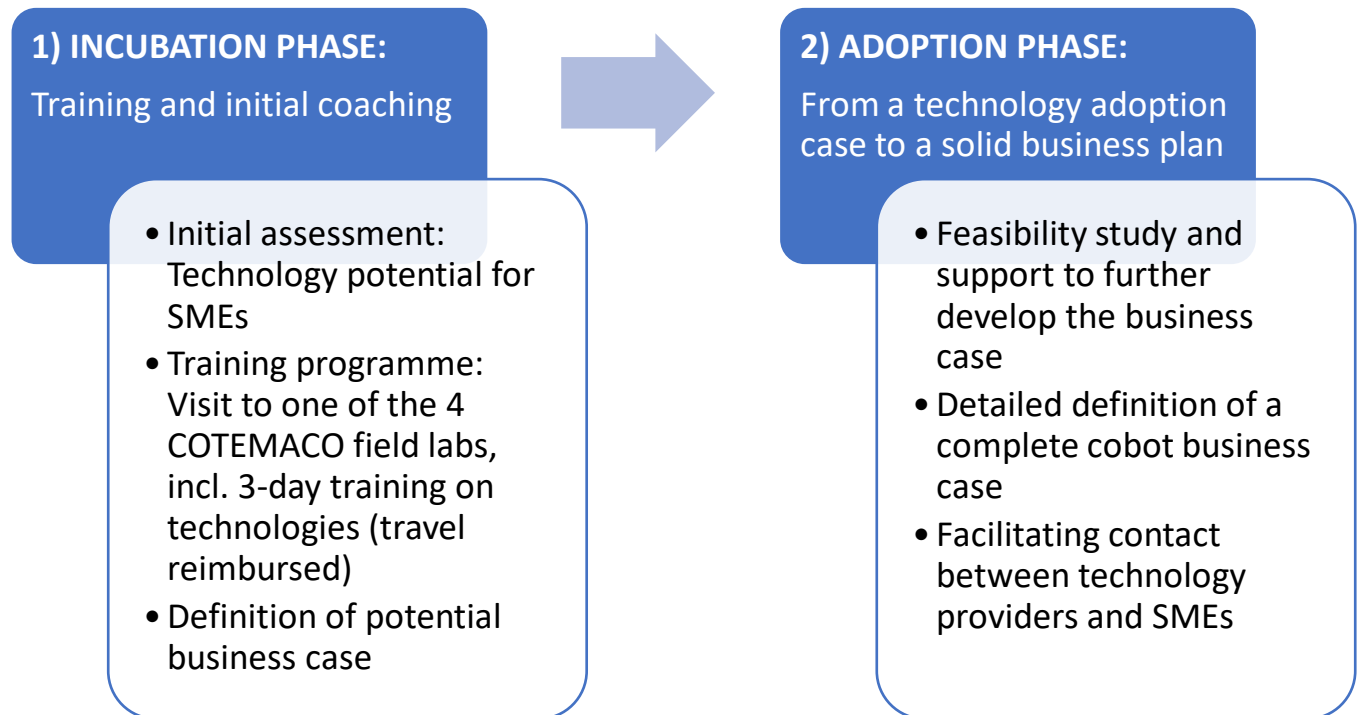 1) INCUBATION PHASE:
Training and initial coaching
• Initial assessment:
Technology potential for
SMEs
• Training programme:
Visit to one of the 4
COTEMACO field labs,
incl. 3-day training on
technologies (travel
reimbursed)
• Definition of potential
business case
2) ADOPTION PHASE:
From a technology adoption
case to a solid business plan
• Feasibility study and
support to further
develop the business
case
• Detailed definition of a
complete cobot business
case
• Facilitating contact
between technology
providers and SMEs